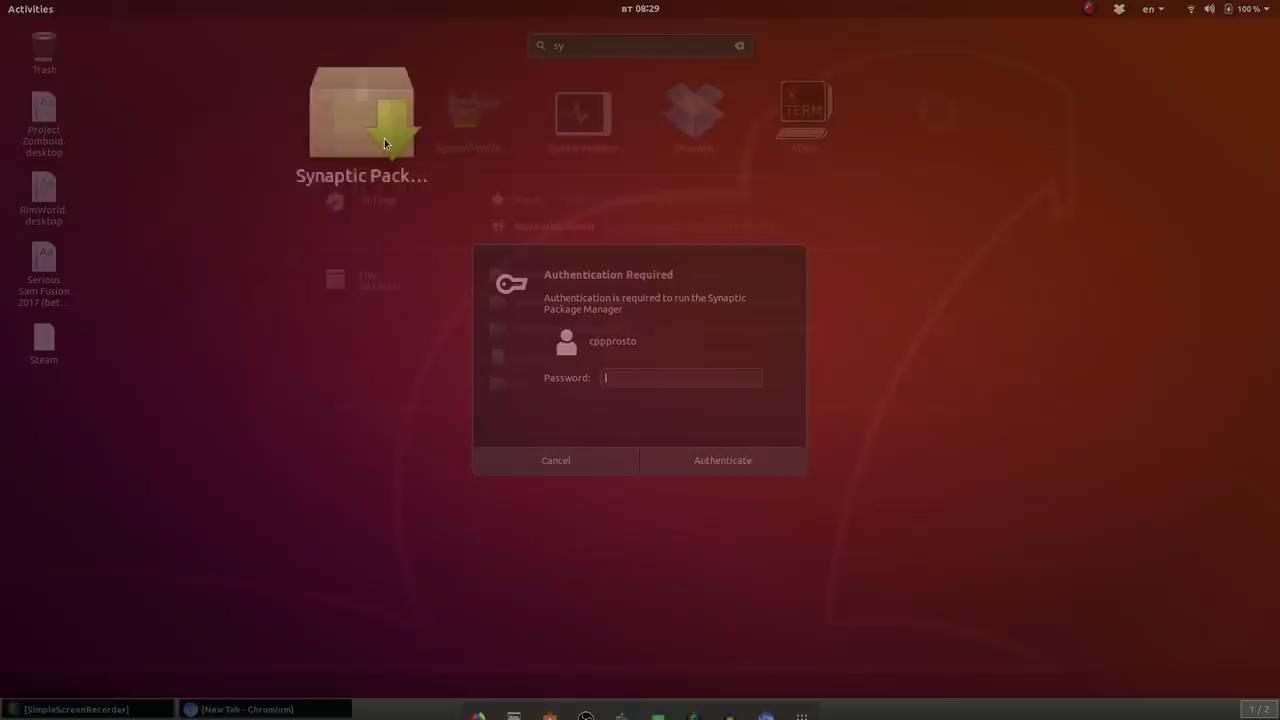 Activities
вт 08:29
en
100 %
sy
Trash
Project
Zomboid.
desktop
RimWorld.
desktop
Serious
Sam Fusion
2017 (bet...
Steam
Synaptic Pack...
Settings
Authentication Required
Authentication is required to run the Synaptic
Package Manager
cppprosto
Password:
Cancel
Authenticate
[SimpleScreenRecorder]
[New Tab - Chromium]
1 / 2